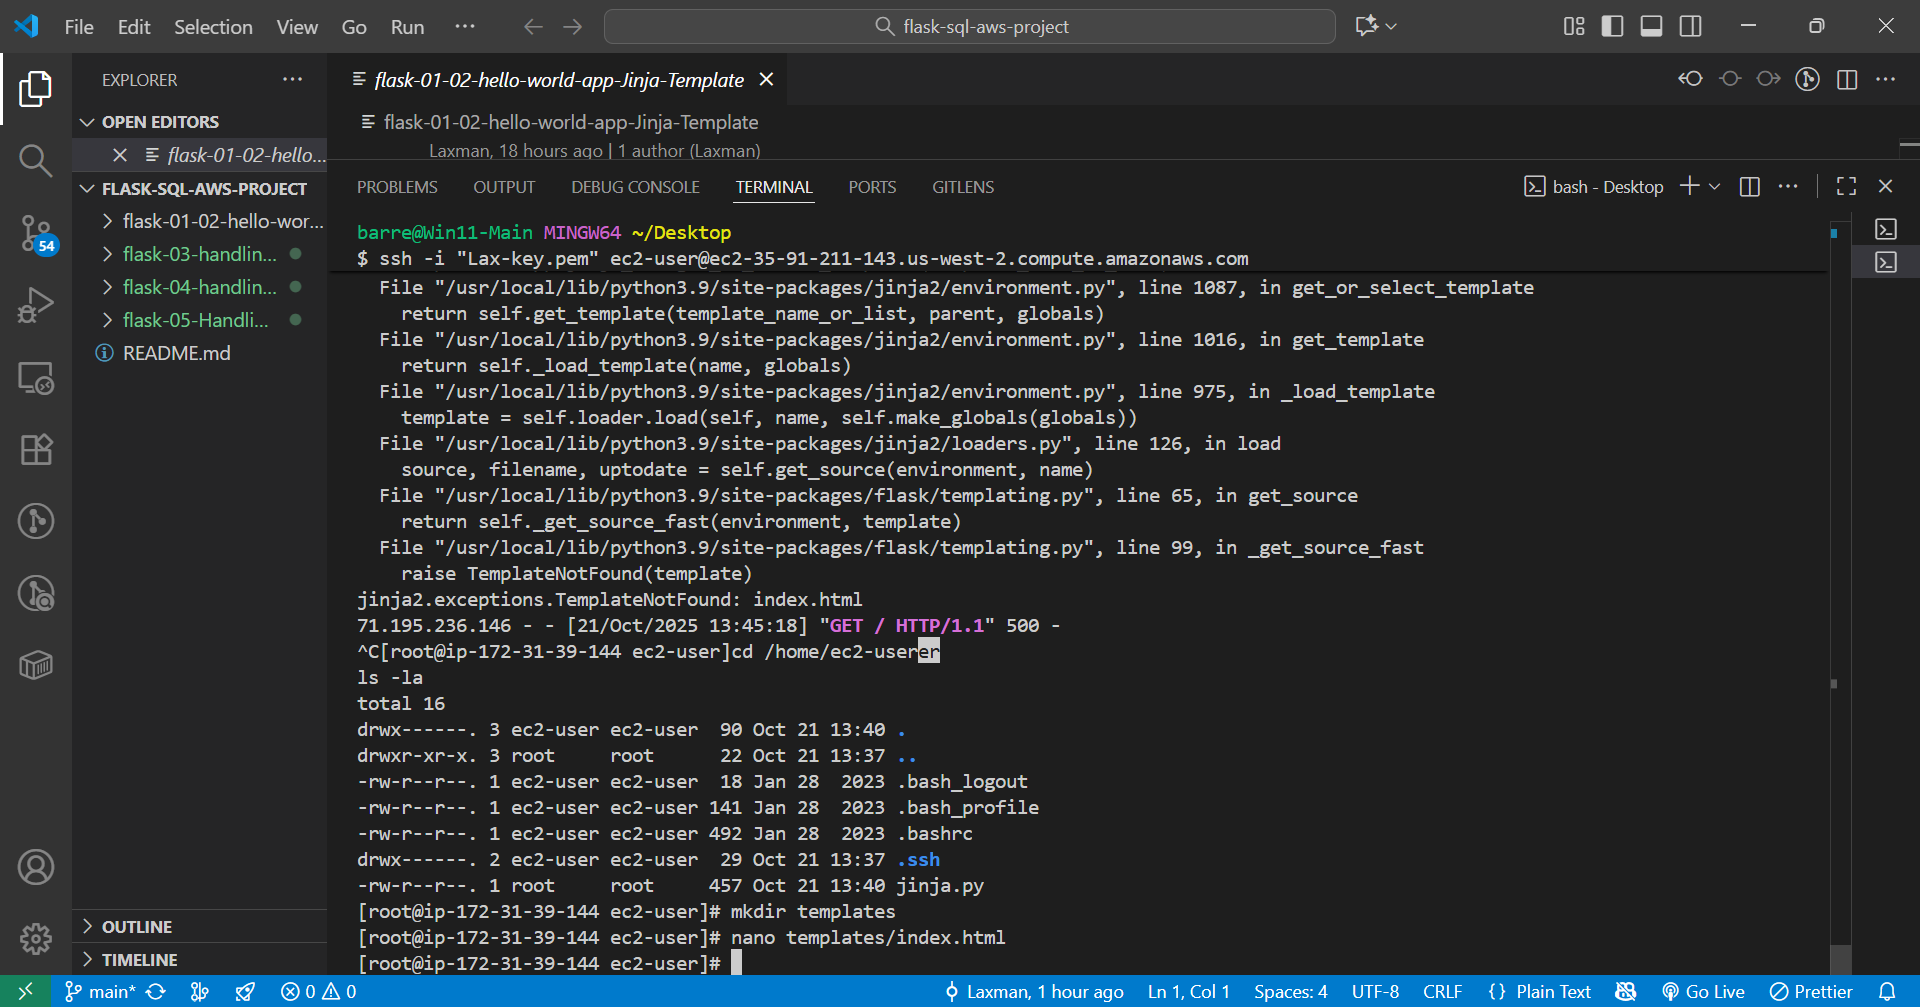 File Edit Selection View Go Run ··· flask-sql-aws-project
EXPLORER ···
OPEN EDITORS
flask-01-02-hello...
FLASK-SQL-AWS-PROJECT
flask-01-02-hello-wor...
flask-03-handlin...
flask-04-handlin...
flask-05-Handli...
README.md
OUTLINE
TIMELINE
flask-01-02-hello-world-app-Jinja-Template
flask-01-02-hello-world-app-Jinja-Template
Laxman, 18 hours ago | 1 author (Laxman)
PROBLEMS OUTPUT DEBUG CONSOLE TERMINAL PORTS GITLENS bash - Desktop
barre@Win11-Main MINGW64 ~/Desktop
$ ssh -i "Lax-key.pem" ec2-user@ec2-35-91-211-143.us-west-2.compute.amazonaws.com
File "/usr/local/lib/python3.9/site-packages/jinja2/environment.py", line 1087, in get_or_select_template
return self.get_template(template_name_or_list, parent, globals)
File "/usr/local/lib/python3.9/site-packages/jinja2/environment.py", line 1016, in get_template
return self._load_template(name, globals)
File "/usr/local/lib/python3.9/site-packages/jinja2/environment.py", line 975, in _load_template
template = self.loader.load(self, name, self.make_globals(globals))
File "/usr/local/lib/python3.9/site-packages/jinja2/loaders.py", line 126, in load
source, filename, uptodate = self.get_source(environment, name)
File "/usr/local/lib/python3.9/site-packages/flask/templating.py", line 65, in get_source
return self._get_source_fast(environment, template)
File "/usr/local/lib/python3.9/site-packages/flask/templating.py", line 99, in _get_source_fast
raise TemplateNotFound(template)
jinja2.exceptions.TemplateNotFound: index.html
71.195.236.146 - - [21/Oct/2025 13:45:18] "GET / HTTP/1.1" 500 -
^C[root@ip-172-31-39-144 ec2-user]cd /home/ec2-userer
ls -la
total 16
drwx------. 3 ec2-user ec2-user 90 Oct 21 13:40 .
drwxr-xr-x. 3 root root 22 Oct 21 13:37 ..
-rw-r--r--. 1 ec2-user ec2-user 18 Jan 28 2023 .bash_logout
-rw-r--r--. 1 ec2-user ec2-user 141 Jan 28 2023 .bash_profile
-rw-r--r--. 1 ec2-user ec2-user 492 Jan 28 2023 .bashrc
drwx------. 2 ec2-user ec2-user 29 Oct 21 13:37 .ssh
-rw-r--r--. 1 root root 457 Oct 21 13:40 jinja.py
[root@ip-172-31-39-144 ec2-user]# mkdir templates
[root@ip-172-31-39-144 ec2-user]# nano templates/index.html
[root@ip-172-31-39-144 ec2-user]#
54
main* 0 0 Laxman, 1 hour ago Ln 1, Col 1 Spaces: 4 UTF-8 CRLF {} Plain Text Go Live Prettier